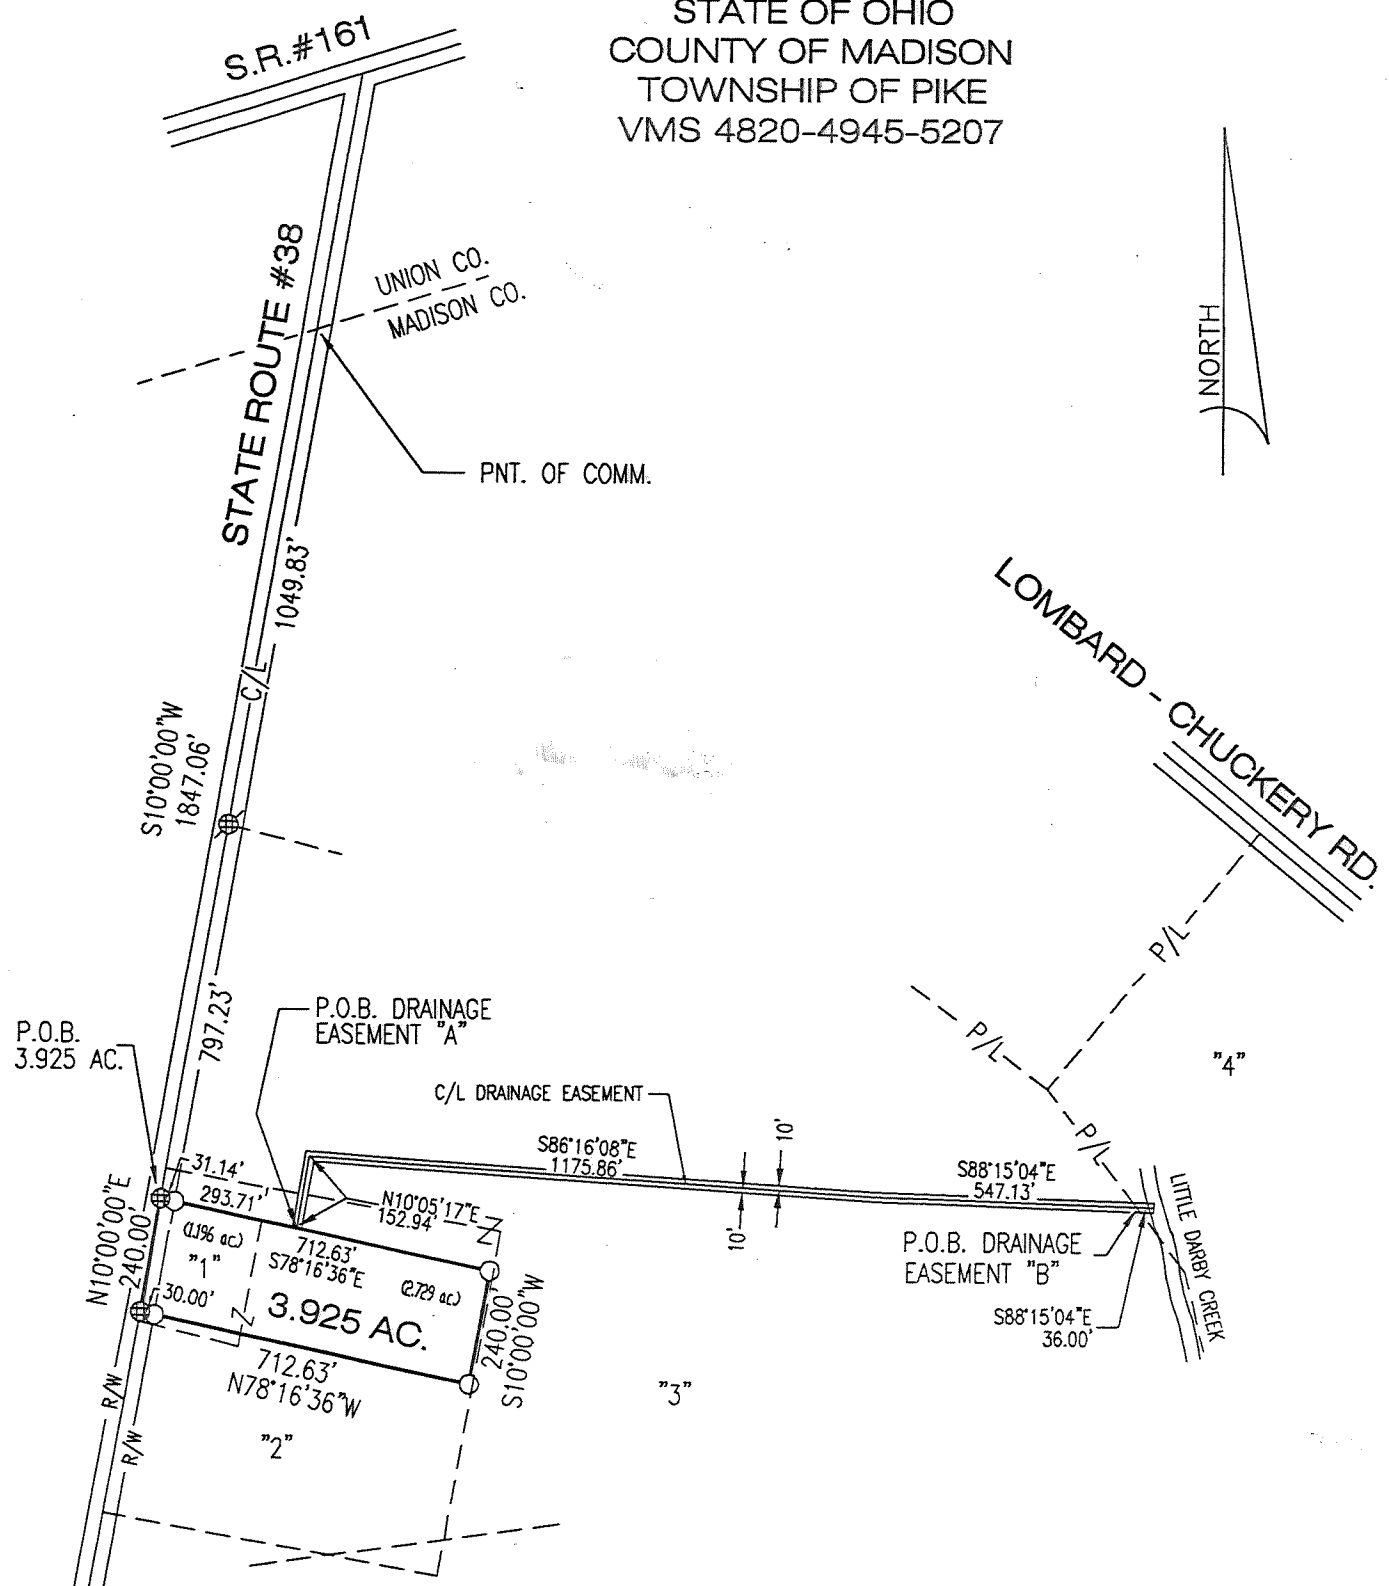 STATE OF OHIO
COUNTY OF MADISON
TOWNSHIP OF PIKE
VMS 4820-4945-5207
S.R.#161
STATE ROUTE #38
UNION CO.
MADISON CO.
NORTH
PNT. OF COMM.
1049.83'
C/L
S10°00'00"W
1847.06'
LOMBARD - CHUCKERY RD.
P/L
P/L
P/L
797.23'
P.O.B.
3.925 AC.
P.O.B. DRAINAGE
EASEMENT "A"
"4"
C/L DRAINAGE EASEMENT
S86°16'08"E
1175.86'
10'
10'
S88°15'04"E
547.13'
31.14'
293.71'
N10°05'17"E
152.94'
Z
N10°00'00"E
240.00'
(1.196 ac.)
"1"
712.63'
S78°16'36"E
(2.729 ac.)
30.00'
Z
3.925 AC.
240.00'
S10°00'00"W
712.63'
N78°16'36"W
P.O.B. DRAINAGE
EASEMENT "B"
LITTLE DARBY CREEK
S88°15'04"E
36.00'
"3"
R/W
R/W
"2"